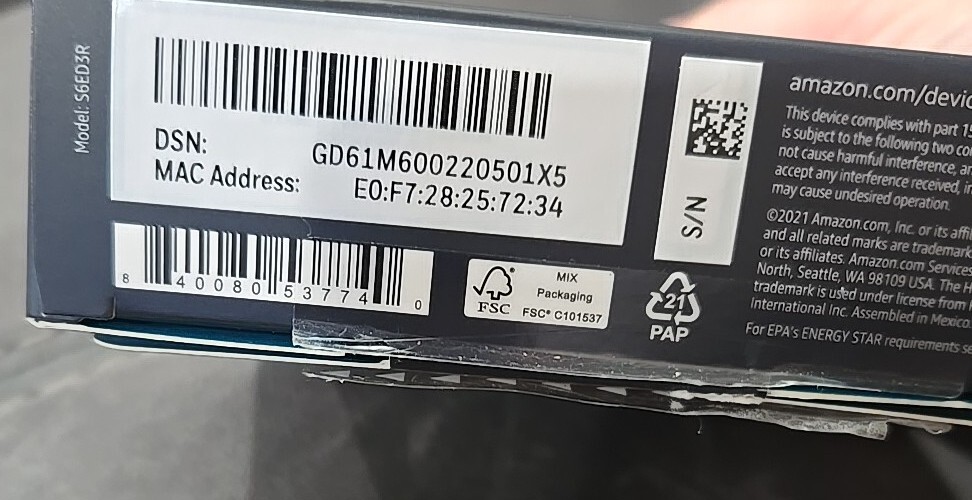 Model: S6ED3R
DSN: GD61M600220501X5
MAC Address: E0:F7:28:25:72:34
8 40080 53774 0
FSC
MIX
Packaging
FSC® C101537
S/N
21
PAP
amazon.com/devic
This device complies with part 15
is subject to the following two con
not cause harmful interference, an
accept any interference received, in
may cause undesired operation.
©2021 Amazon.com, Inc. or its affi
and all related marks are trademark
or its affiliates. Amazon.com Services
North, Seattle, WA 98109 USA. The H
trademark is used under license from
International Inc. Assembled in Mexico
For EPA's ENERGY STAR requirements se